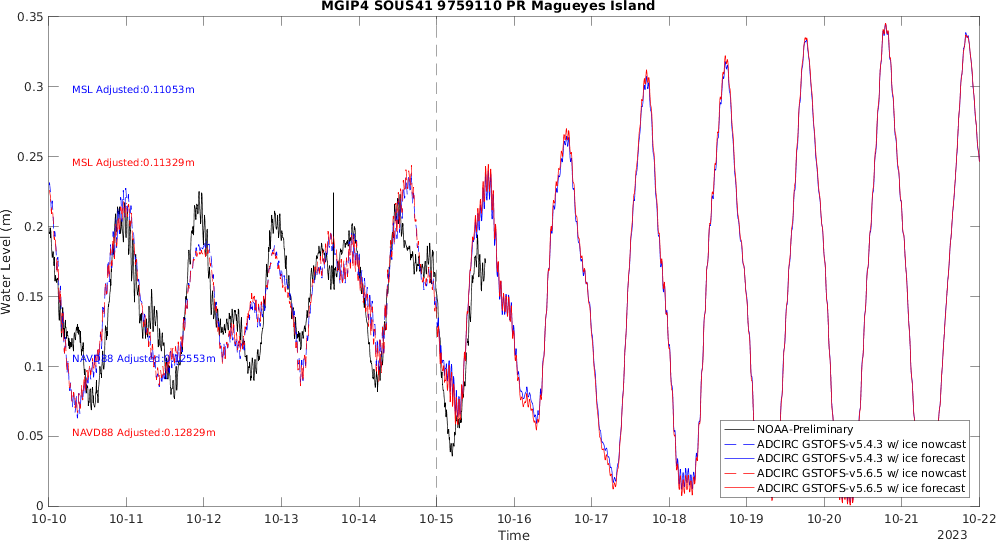 MGIP4 SOUS41 9759110 PR Magueyes Island
Water Level (m)
0.35
0.3
0.25
0.2
0.15
0.1
0.05
0
MSL Adjusted:0.11053m
MSL Adjusted:0.11329m
NAVD88 Adjusted:0.12553m
NAVD88 Adjusted:0.12829m
NOAA-Preliminary
ADCIRC GSTOFS-v5.4.3 w/ ice nowcast
ADCIRC GSTOFS-v5.4.3 w/ ice forecast
ADCIRC GSTOFS-v5.6.5 w/ ice nowcast
ADCIRC GSTOFS-v5.6.5 w/ ice forecast
10-10 10-11 10-12 10-13 10-14 10-15 10-16 10-17 10-18 10-19 10-20 10-21 10-22
Time
2023